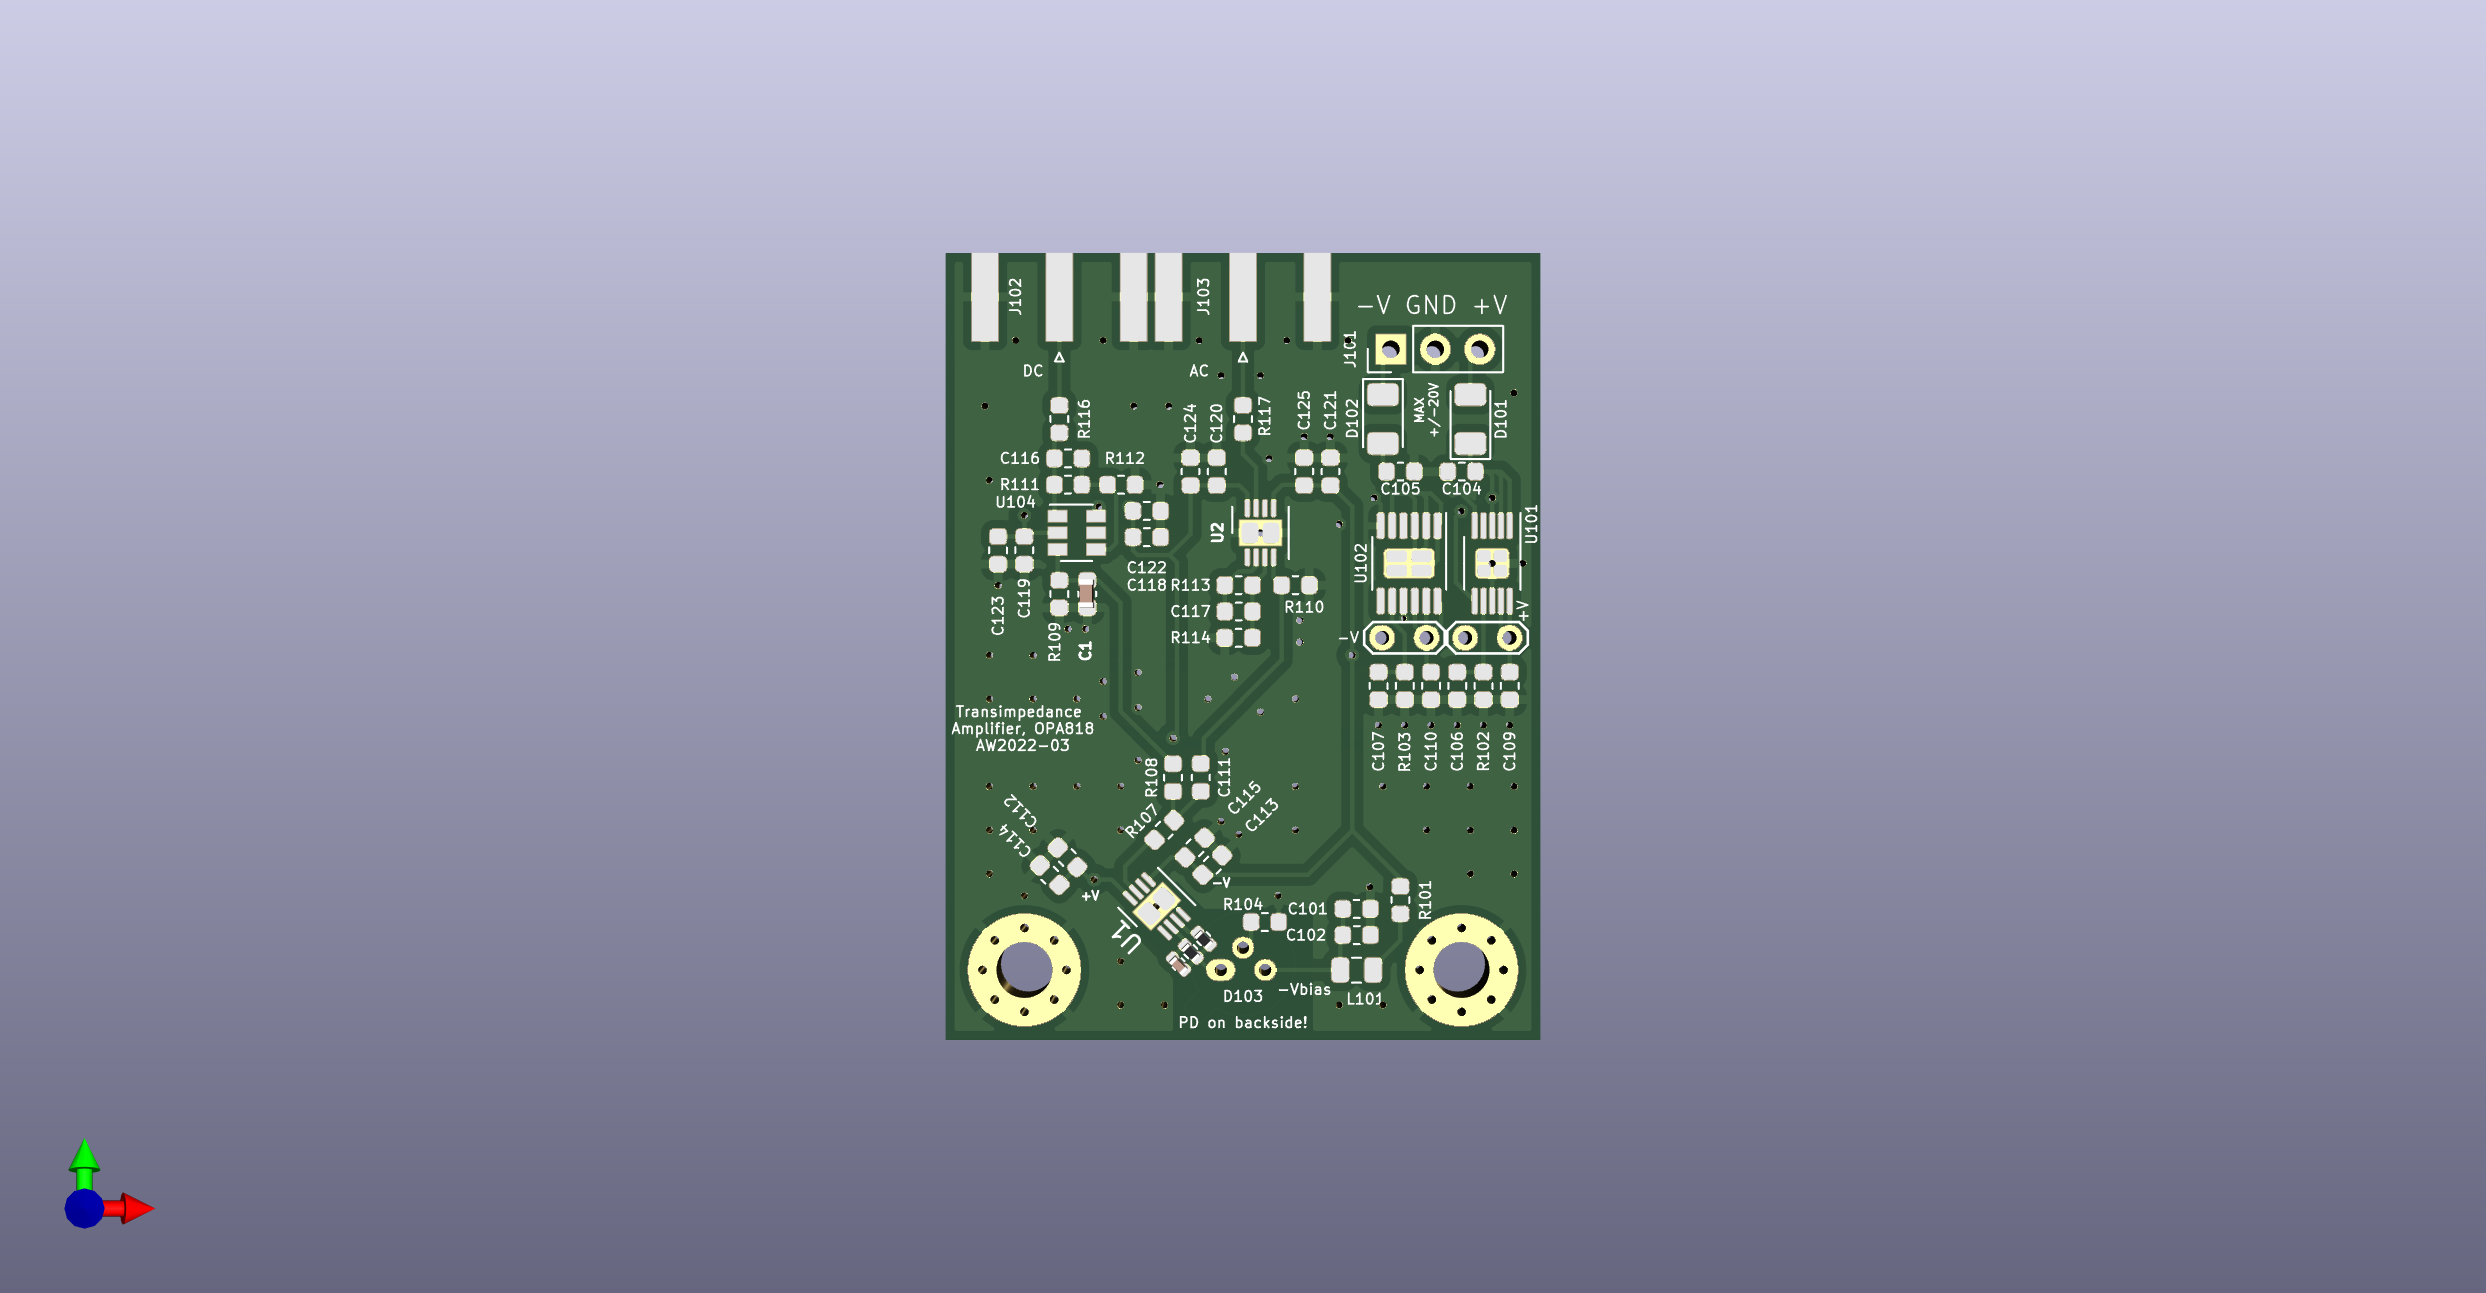 J102
J103
-V GND +V
J101
DC
AC
R116
C124
C120
R117
C125
C121
D102
MAX
+/-20V
D101
C116
R112
R111
C105
C104
U104
U2
U102
U101
C122
C118
R113
R110
C123
C119
R109
C1
C117
R114
-V
+V
Transimpedance
Amplifier, OPA818
AW2022-03
C107
R103
C110
C106
R102
C109
R108
C111
C115
C113
R107
C112
C114
+V
-V
U1
R104
C101
C102
R101
D103
-Vbias
L101
PD on backside!